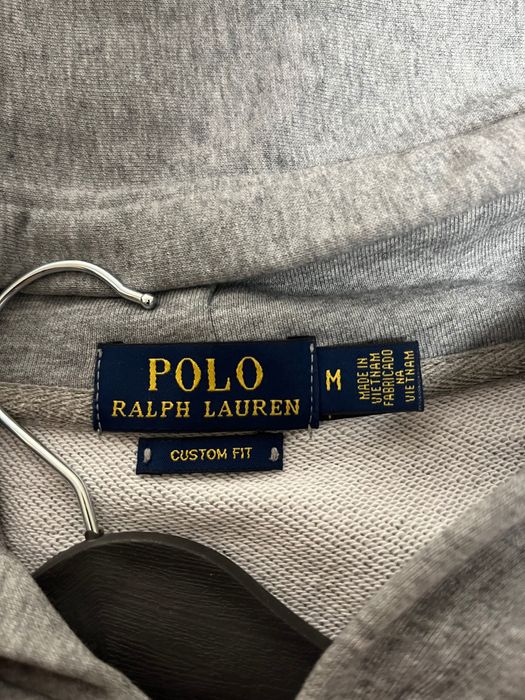 POLO
RALPH LAUREN
M
MADE IN
VIETNAM
FABRICADO
NA
VIETNAM
CUSTOM FIT